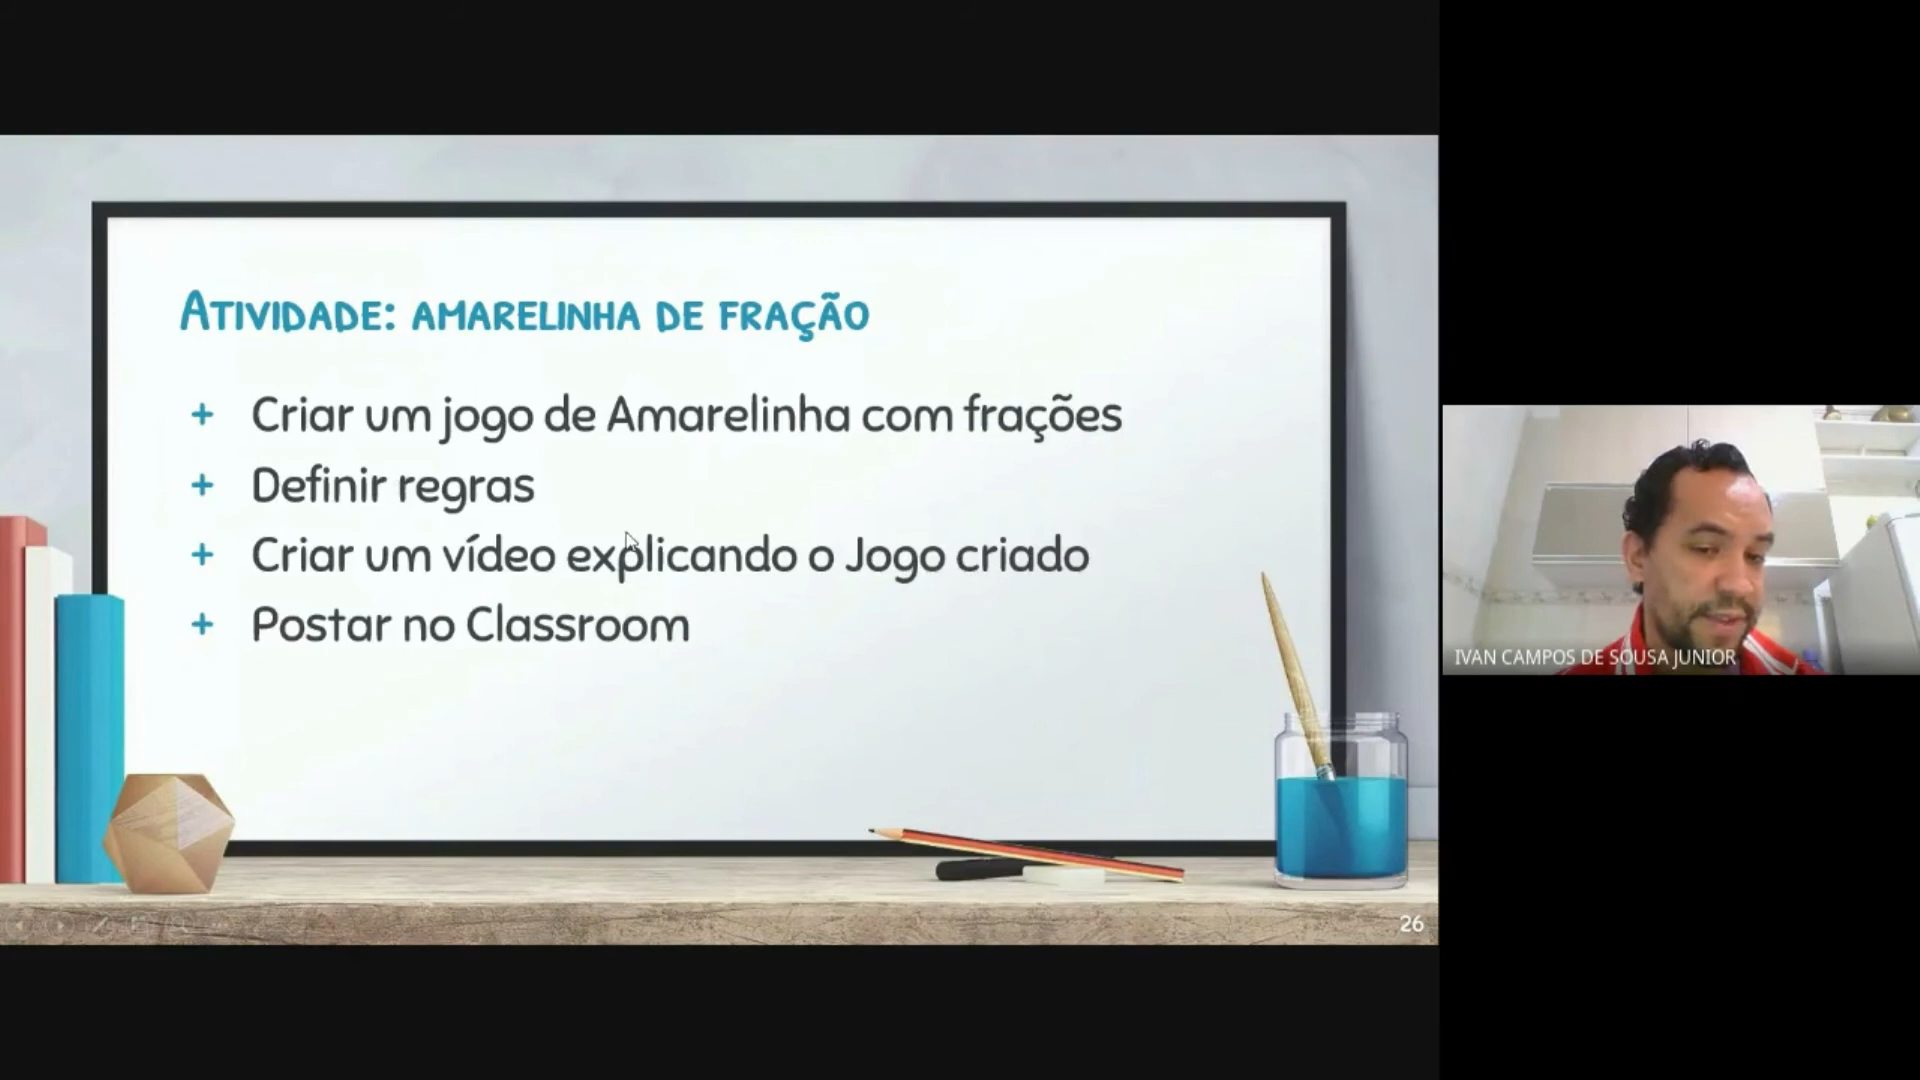 ATIVIDADE: AMARELINHA DE FRAÇÃO
+ Criar um jogo de Amarelinha com frações
+ Definir regras
+ Criar um vídeo explicando o Jogo criado
+ Postar no Classroom
IVAN CAMPOS DE SOUSA JUNIOR
26